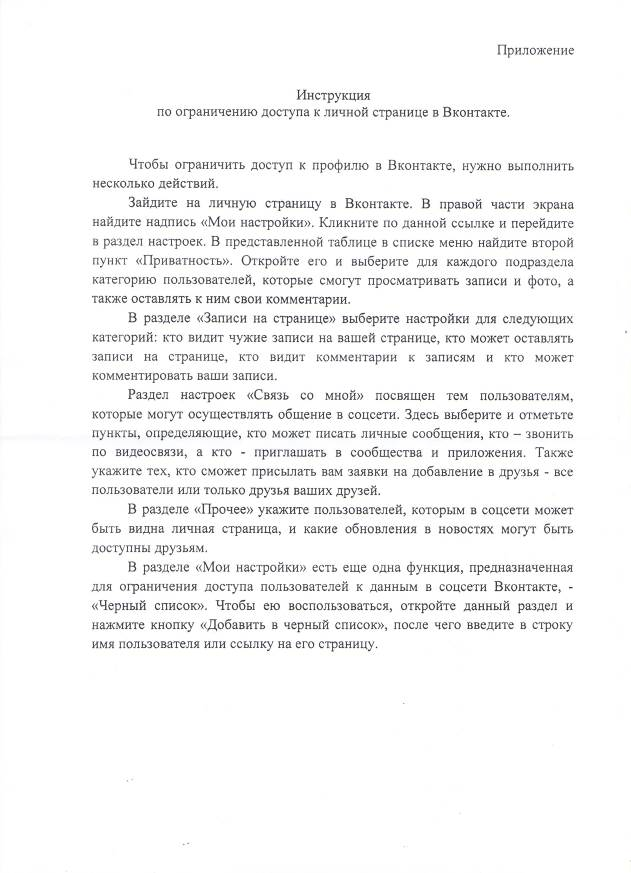 Приложение
Инструкция
по ограничению доступа к личной странице в Вконтакте.
Чтобы ограничить доступ к профилю в Вконтакте, нужно выполнить
несколько действий.
Зайдите на личную страницу в Вконтакте. В правой части экрана
найдите надпись «Мои настройки». Кликните по данной ссылке и перейдите
в раздел настроек. В представленной таблице в списке меню найдите второй
пункт «Приватность». Откройте его и выберите для каждого подраздела
категорию пользователей, которые смогут просматривать записи и фото, а
также оставлять к ним свои комментарии.
В разделе «Записи на странице» выберите настройки для следующих
категорий: кто видит чужие записи на вашей странице, кто может оставлять
записи на странице, кто видит комментарии к записям и кто может
комментировать ваши записи.
Раздел настроек «Связь со мной» посвящен тем пользователям,
которые могут осуществлять общение в соцсети. Здесь выберите и отметьте
пункты, определяющие, кто может писать личные сообщения, кто – звонить
по видеосвязи, а кто - приглашать в сообщества и приложения. Также
укажите тех, кто сможет присылать вам заявки на добавление в друзья - все
пользователи или только друзья ваших друзей.
В разделе «Прочее» укажите пользователей, которым в соцсети может
быть видна личная страница, и какие обновления в новостях могут быть
доступны друзьям.
В разделе «Мои настройки» есть еще одна функция, предназначенная
для ограничения доступа пользователей к данным в соцсети Вконтакте, -
«Черный список». Чтобы ею воспользоваться, откройте данный раздел и
нажмите кнопку «Добавить в черный список», после чего введите в строку
имя пользователя или ссылку на его страницу.